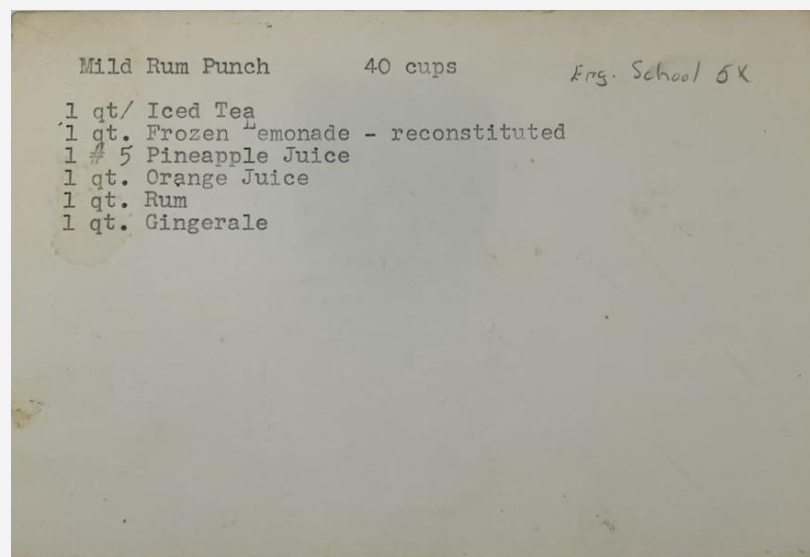 Mild Rum Punch 40 cups Eng. School 5X
1 qt/ Iced Tea
1 qt. Frozen Lemonade - reconstituted
1 # 5 Pineapple Juice
1 qt. Orange Juice
1 qt. Rum
1 qt. Gingerale